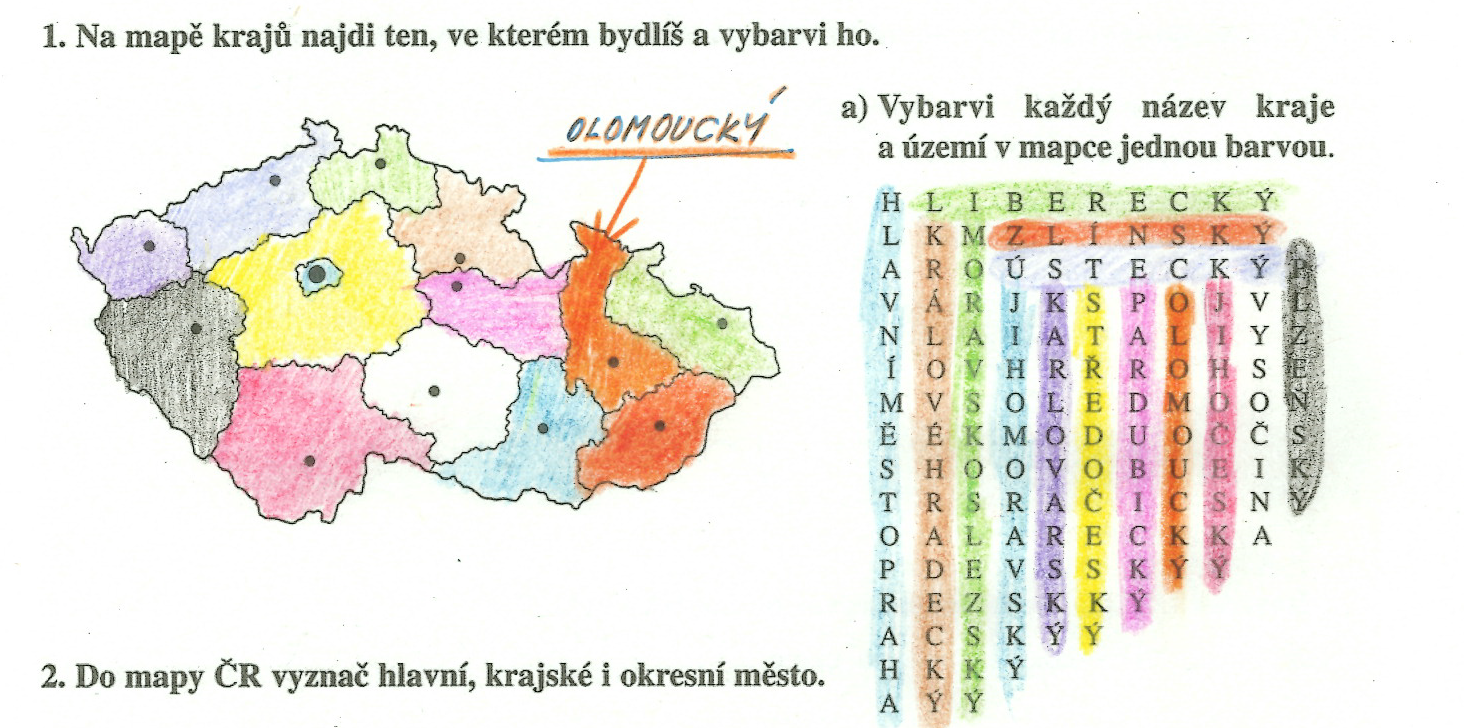 1. Na mapě krajů najdi ten, ve kterém bydlíš a vybarvi ho.
OLOMOUCKÝ
a) Vybarvi každý název kraje
a území v mapce jednou barvou.
H L I B E R E C K Ý
L K M Z L Í N S K Ý
A R O Ú S T E C K Ý P
V Á R J K S P O J V L
N L A I A T A L I Y Z
Í O V H R Ř R O H S E
M V S O L E D M O O Ň
Ě É K M O D U O Č Č S
S H O O V O B U E I K
T R S R A Č I C S N Ý
O A L A R E C K K A
P D E V S S K Ý Ý
R E Z S K K Ý
A C S K Ý Ý
H K K Ý
A Ý Ý
2. Do mapy ČR vyznač hlavní, krajské i okresní město.